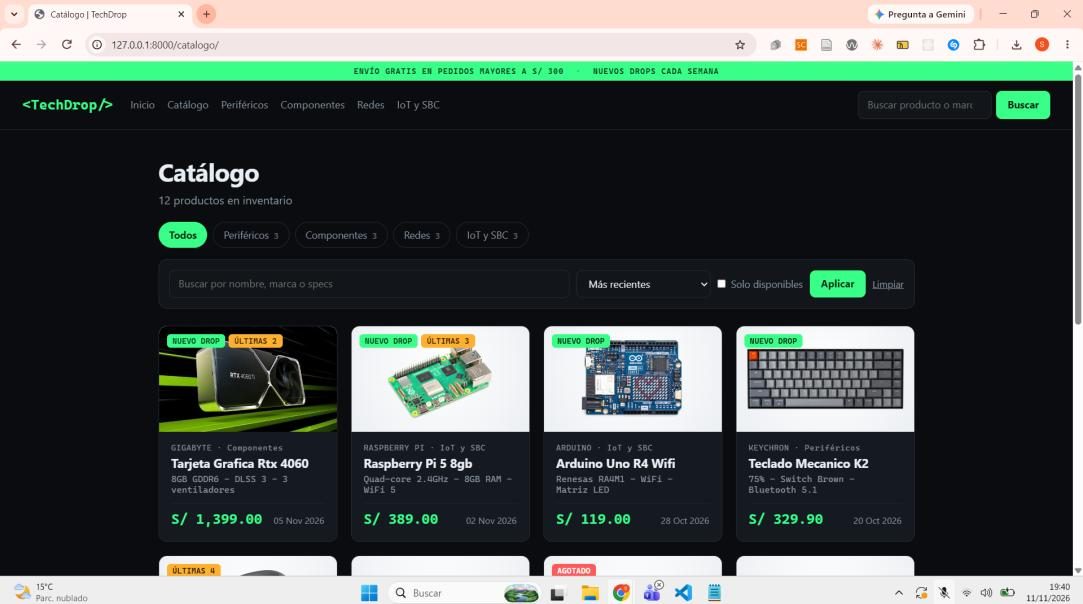 Catálogo | TechDrop
Pregunta a Gemini
127.0.0.1:8000/catalogo/
ENVÍO GRATIS EN PEDIDOS MAYORES A S/ 300 · NUEVOS DROPS CADA SEMANA
<TechDrop/>
Inicio
Catálogo
Periféricos
Componentes
Redes
IoT y SBC
Buscar producto o marc
Buscar
Catálogo
12 productos en inventario
Todos
Periféricos 3
Componentes 3
Redes 3
IoT y SBC 3
Buscar por nombre, marca o specs
Más recientes
Solo disponibles
Aplicar
Limpiar
NUEVO DROP
ÚLTIMAS 2
RTX 4060Ti
GIGABYTE · Componentes
Tarjeta Grafica Rtx 4060
8GB GDDR6 - DLSS 3 - 3
ventiladores
S/ 1,399.00
05 Nov 2026
NUEVO DROP
ÚLTIMAS 3
RASPBERRY PI · IoT y SBC
Raspberry Pi 5 8gb
Quad-core 2.4GHz - 8GB RAM -
WiFi 5
S/ 389.00
02 Nov 2026
NUEVO DROP
ARDUINO · IoT y SBC
Arduino Uno R4 Wifi
Renesas RA4M1 - WiFi -
Matriz LED
S/ 119.00
28 Oct 2026
NUEVO DROP
KEYCHRON · Periféricos
Teclado Mecanico K2
75% - Switch Brown -
Bluetooth 5.1
S/ 329.90
20 Oct 2026
ÚLTIMAS 4
AGOTADO
15°C
Parc. nublado
Buscar
19:40
11/11/2026